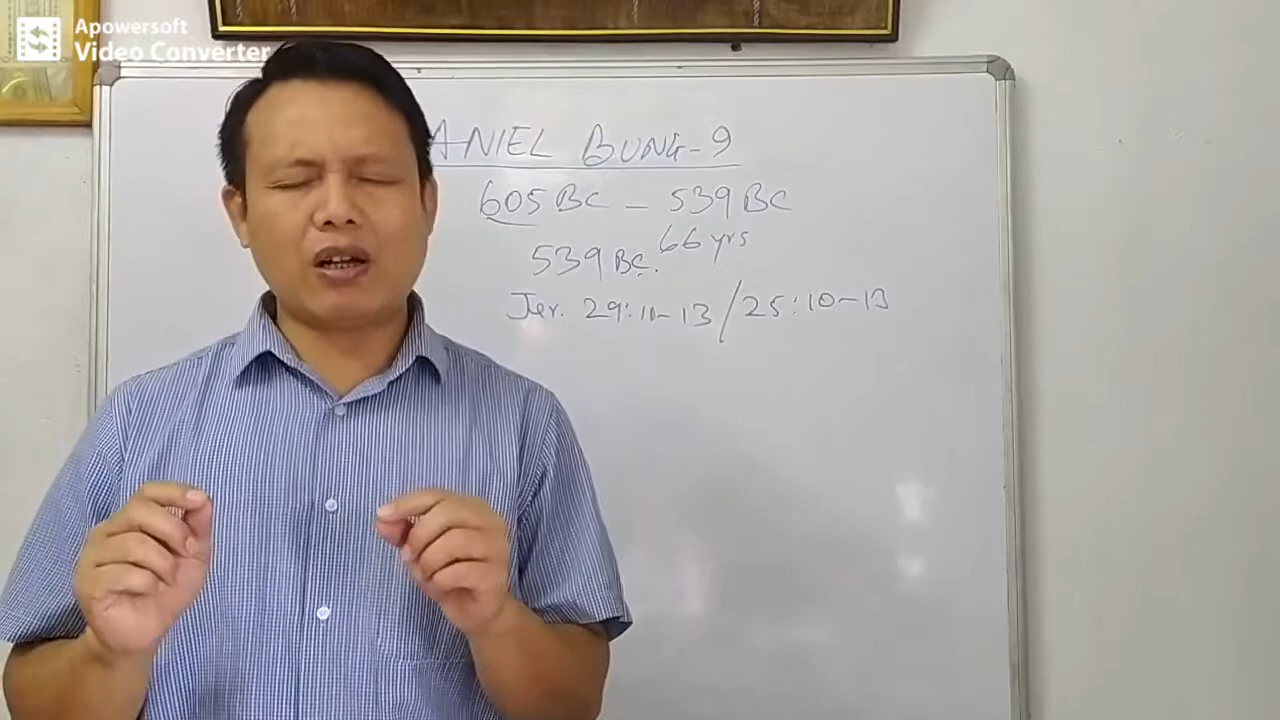 Apowersoft
Video Converter
ANIEL BUNG-9
605 BC - 539 BC
66 yrs
539 BC.
Jer. 29:11-13/25:10-13